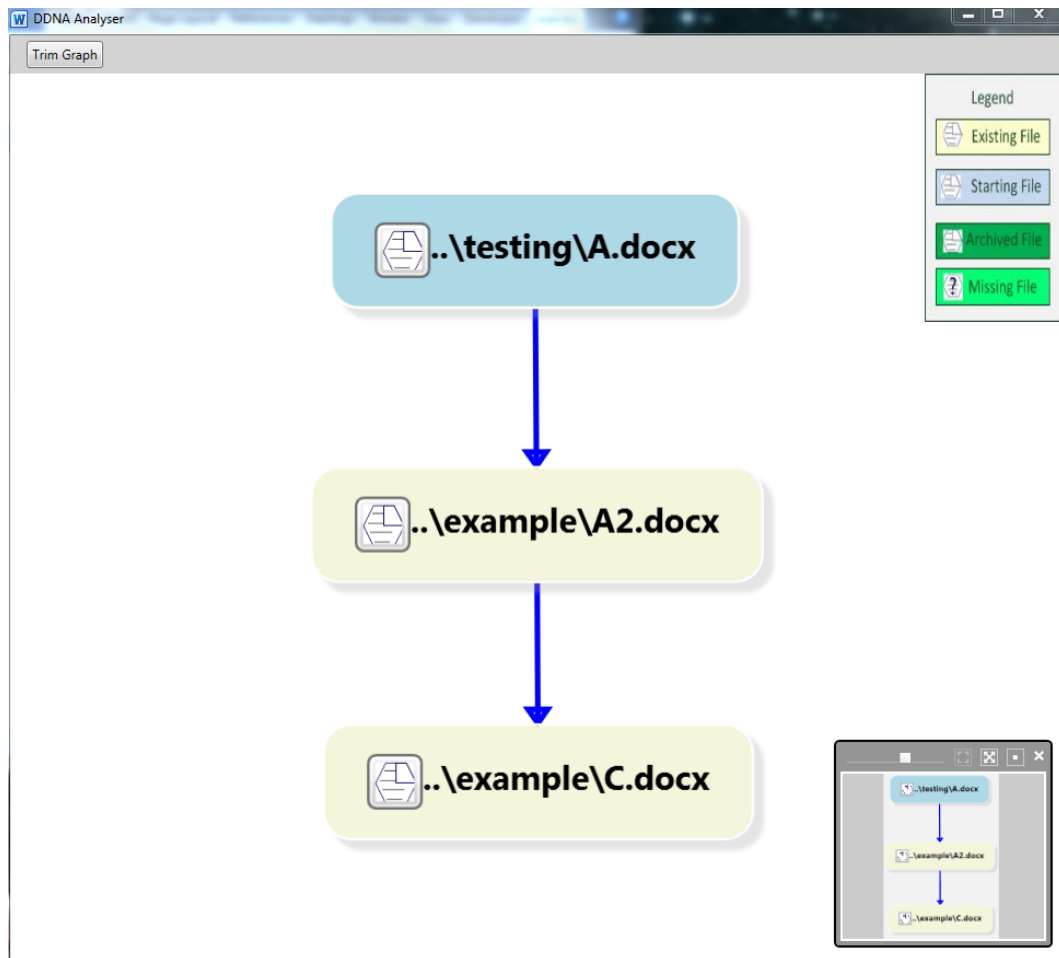 DDNA Analyser
Trim Graph
Legend
Existing File
Starting File
Archived File
? Missing File
..\testing\A.docx
..\example\A2.docx
..\example\C.docx
..\testing\A.docx
..\example\A2.docx
..\example\C.docx